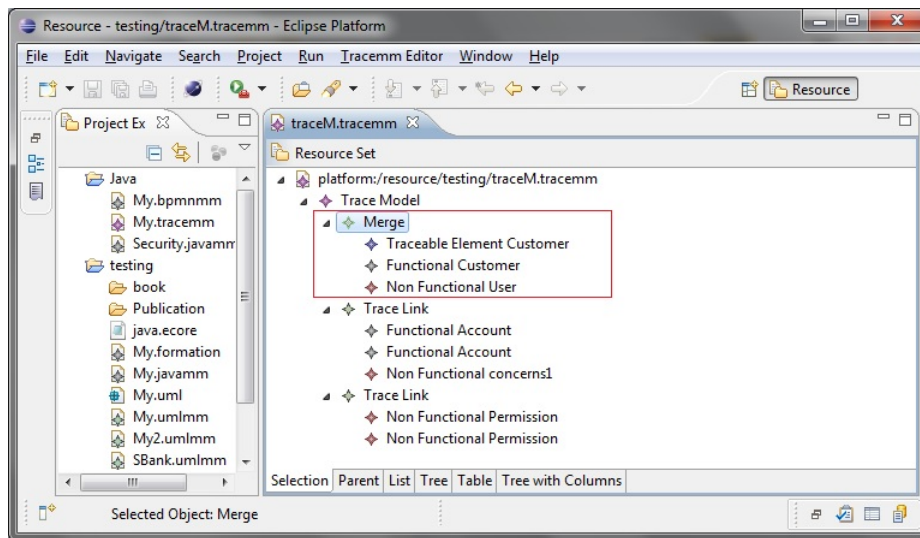 Resource - testing/traceM.tracemm - Eclipse Platform
File Edit Navigate Search Project Run Tracemm Editor Window Help
Resource
Project Ex
traceM.tracemm
Resource Set
Java
My.bpmnmm
My.tracemm
Security.javamm
testing
book
Publication
java.ecore
My.formation
My.javamm
My.uml
My.umlmm
My2.umlmm
SBank.umlmm
platform:/resource/testing/traceM.tracemm
Trace Model
Merge
Traceable Element Customer
Functional Customer
Non Functional User
Trace Link
Functional Account
Functional Account
Non Functional concerns1
Trace Link
Non Functional Permission
Non Functional Permission
Selection Parent List Tree Table Tree with Columns
Selected Object: Merge